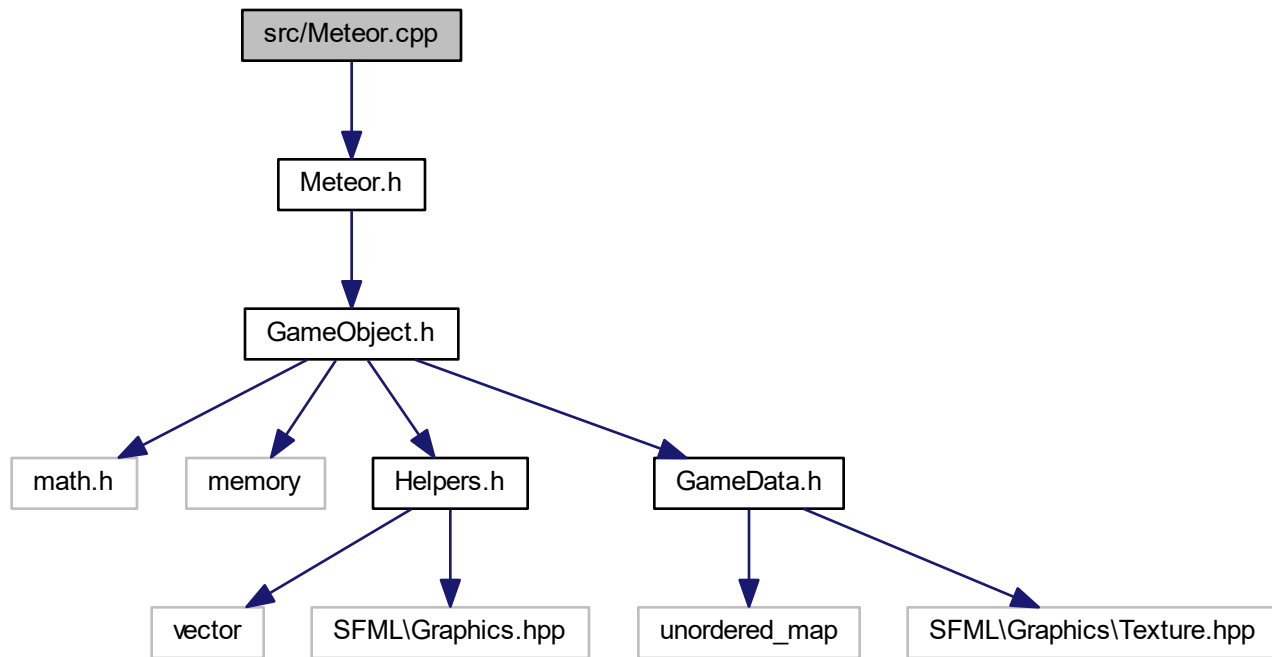 src/Meteor.cpp
Meteor.h
GameObject.h
math.h
memory
Helpers.h
GameData.h
vector
SFML\Graphics.hpp
unordered_map
SFML\Graphics\Texture.hpp